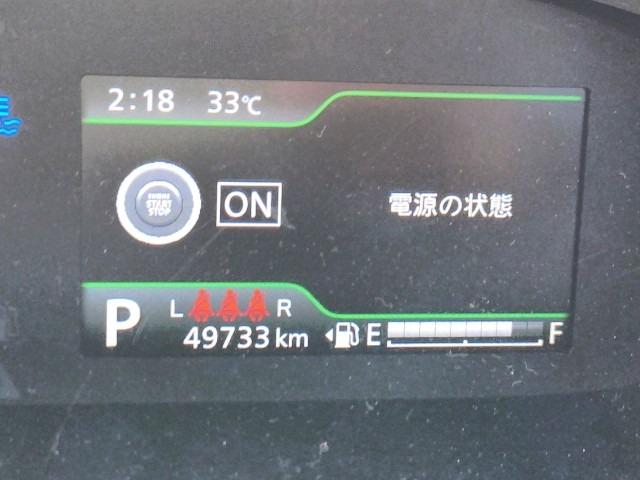 2:18 33℃
ENGINE
START
STOP
ON
電源の状態
P
L R
49733 km
E F